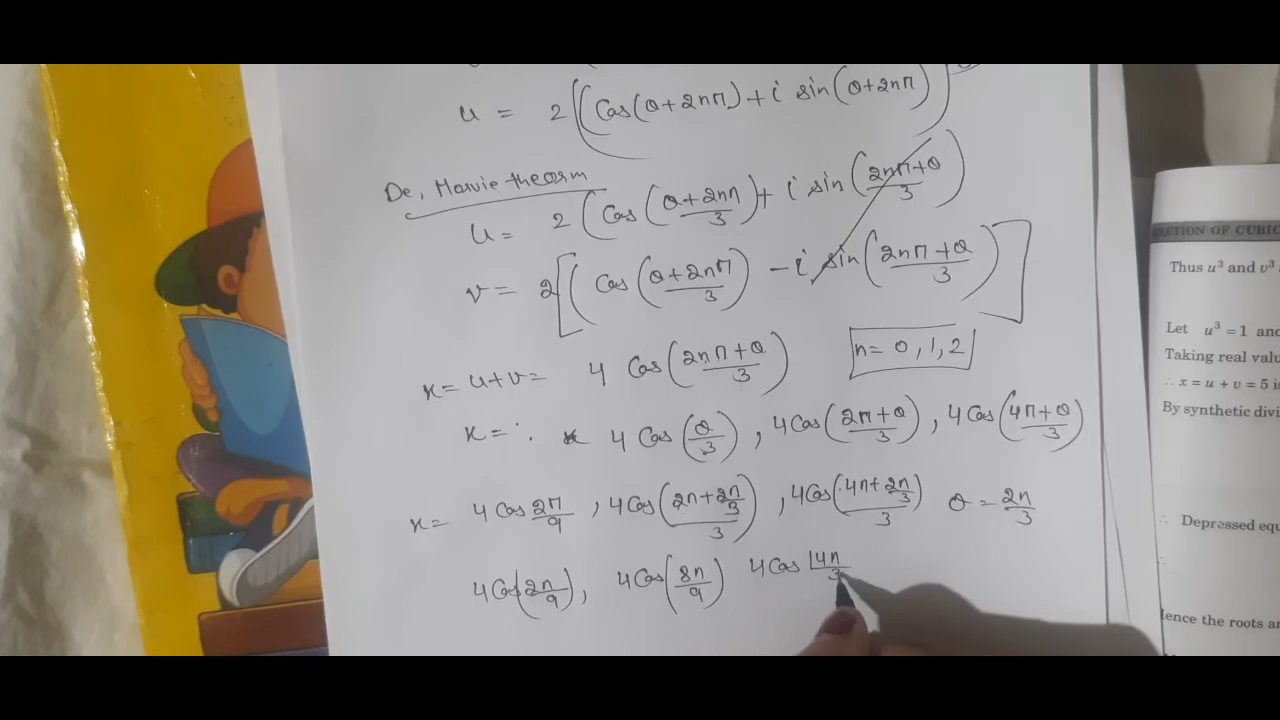 u = 2((Cos(θ+2nπ)+i sin(θ+2nπ))
De, Morvie theorm
u = 2(Cos(θ+2nπ/3)+ i sin(2nπ+θ/3)
v = 2[(Cos(θ+2nπ/3) - i sin(2nπ+θ/3)]
x = u+v = 4 Cos(2nπ+θ/3) n = 0,1,2
x = ∴ x 4 Cos(θ/3), 4Cos(2π+θ/3), 4Cos(4π+θ/3)
x = 4 Cos 2π/9, 4Cos(2π+2π/3/3), 4Cos(4π+2π/3/3) θ = 2π/3
4Cos(2π/9), 4Cos(8π/9) 4Cos 14π/3
PLETION OF CUBIC
Thus u³ and v³
Let u³ = 1 and
Taking real valu
∴ x = u + v = 5 i
By synthetic divi
∴ Depressed equ
∴
Hence the roots a